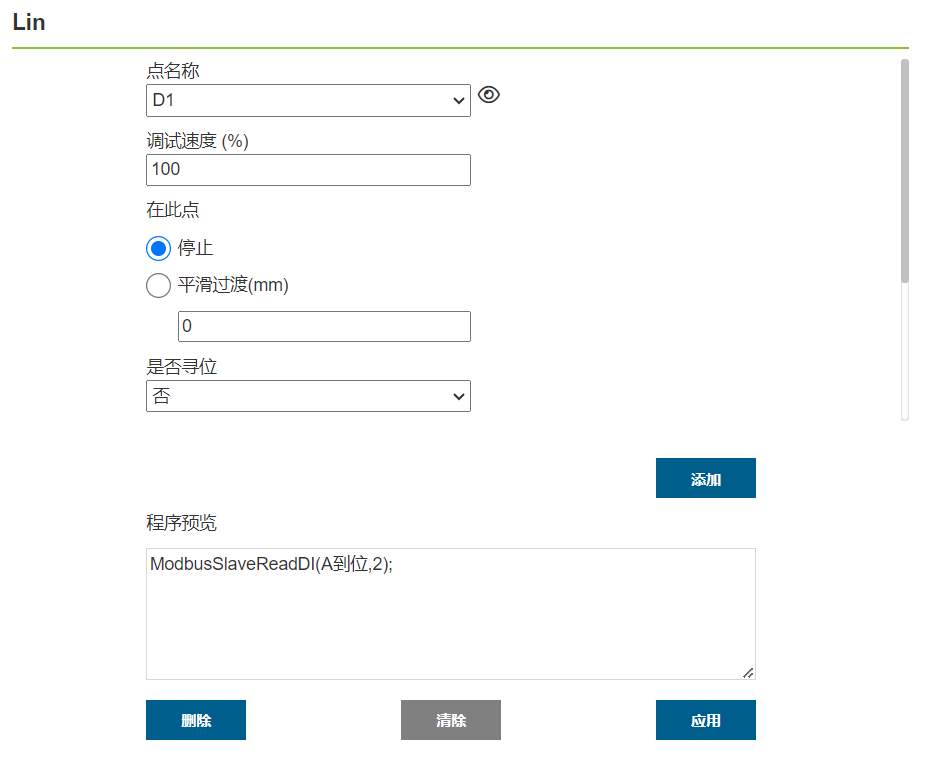 Lin
点名称
D1
调试速度 (%)
100
在此点
停止
平滑过渡(mm)
0
是否寻位
否
添加
程序预览
ModbusSlaveReadDI(A到位,2);
删除 清除 应用